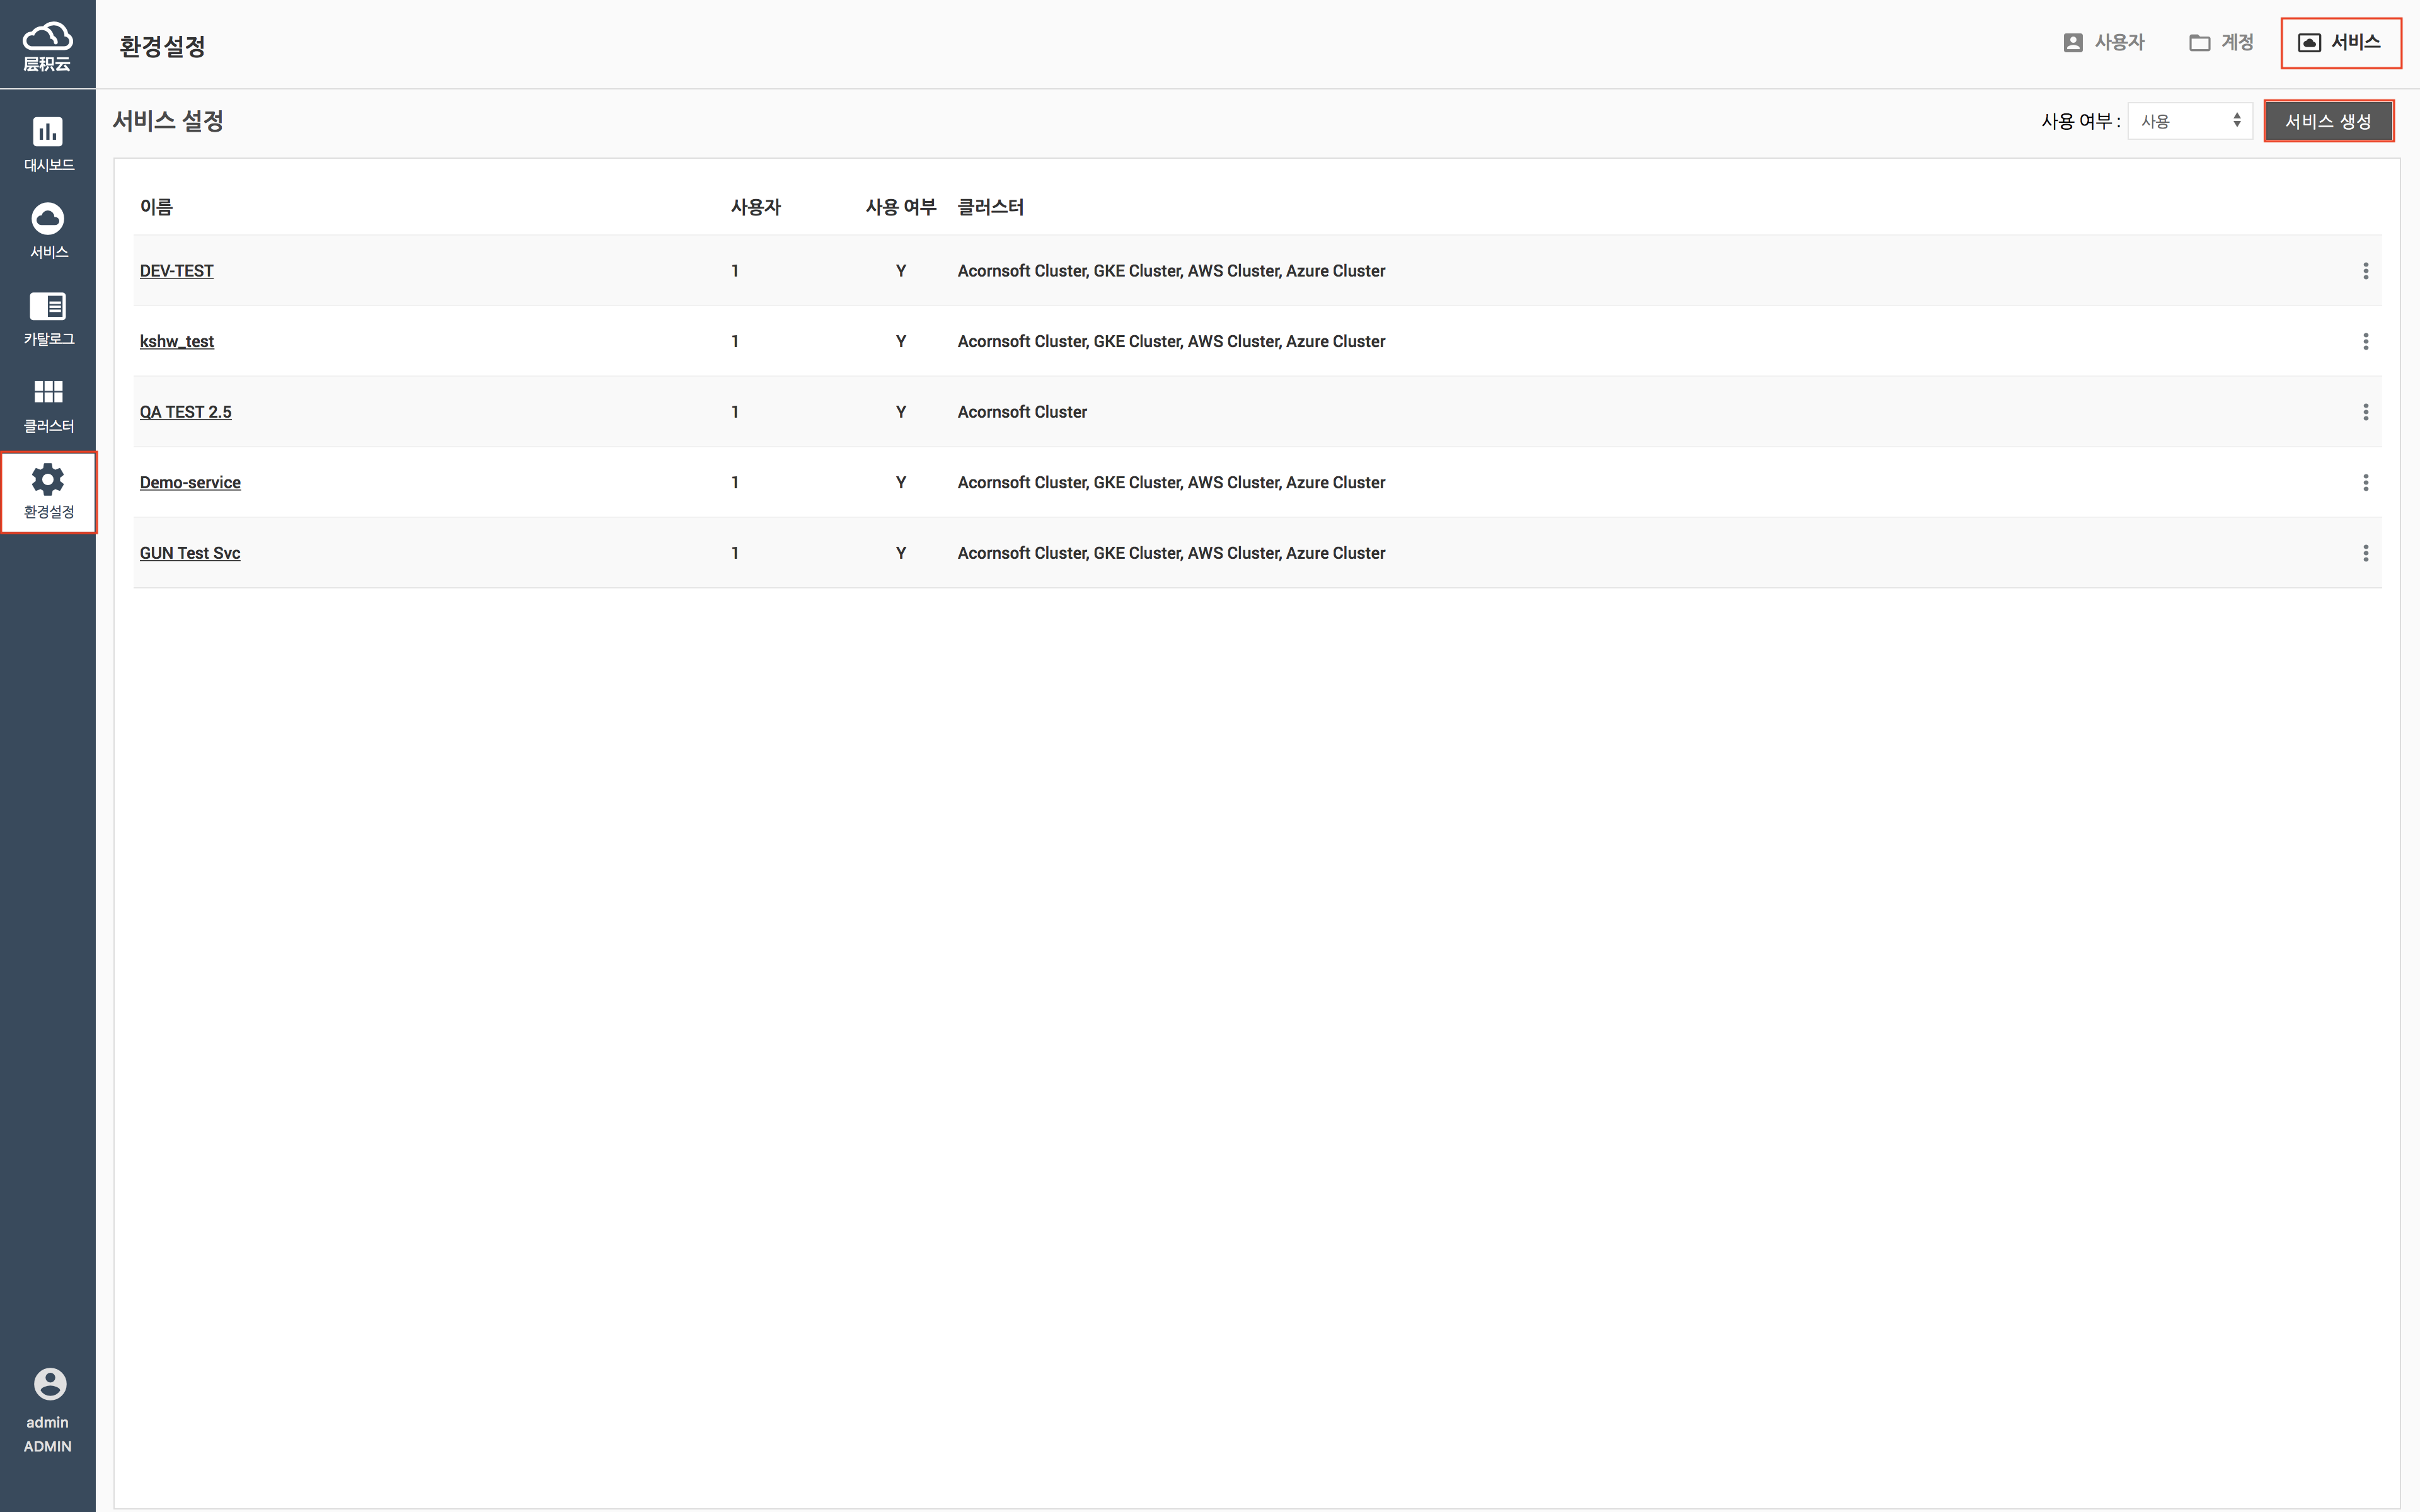 层积云
환경설정
사용자
계정
서비스
서비스 설정
사용 여부 :
사용
서비스 생성
대시보드
서비스
카탈로그
클러스터
환경설정
이름 사용자 사용 여부 클러스터
DEV-TEST 1 Y Acornsoft Cluster, GKE Cluster, AWS Cluster, Azure Cluster
kshw_test 1 Y Acornsoft Cluster, GKE Cluster, AWS Cluster, Azure Cluster
QA TEST 2.5 1 Y Acornsoft Cluster
Demo-service 1 Y Acornsoft Cluster, GKE Cluster, AWS Cluster, Azure Cluster
GUN Test Svc 1 Y Acornsoft Cluster, GKE Cluster, AWS Cluster, Azure Cluster
admin
ADMIN